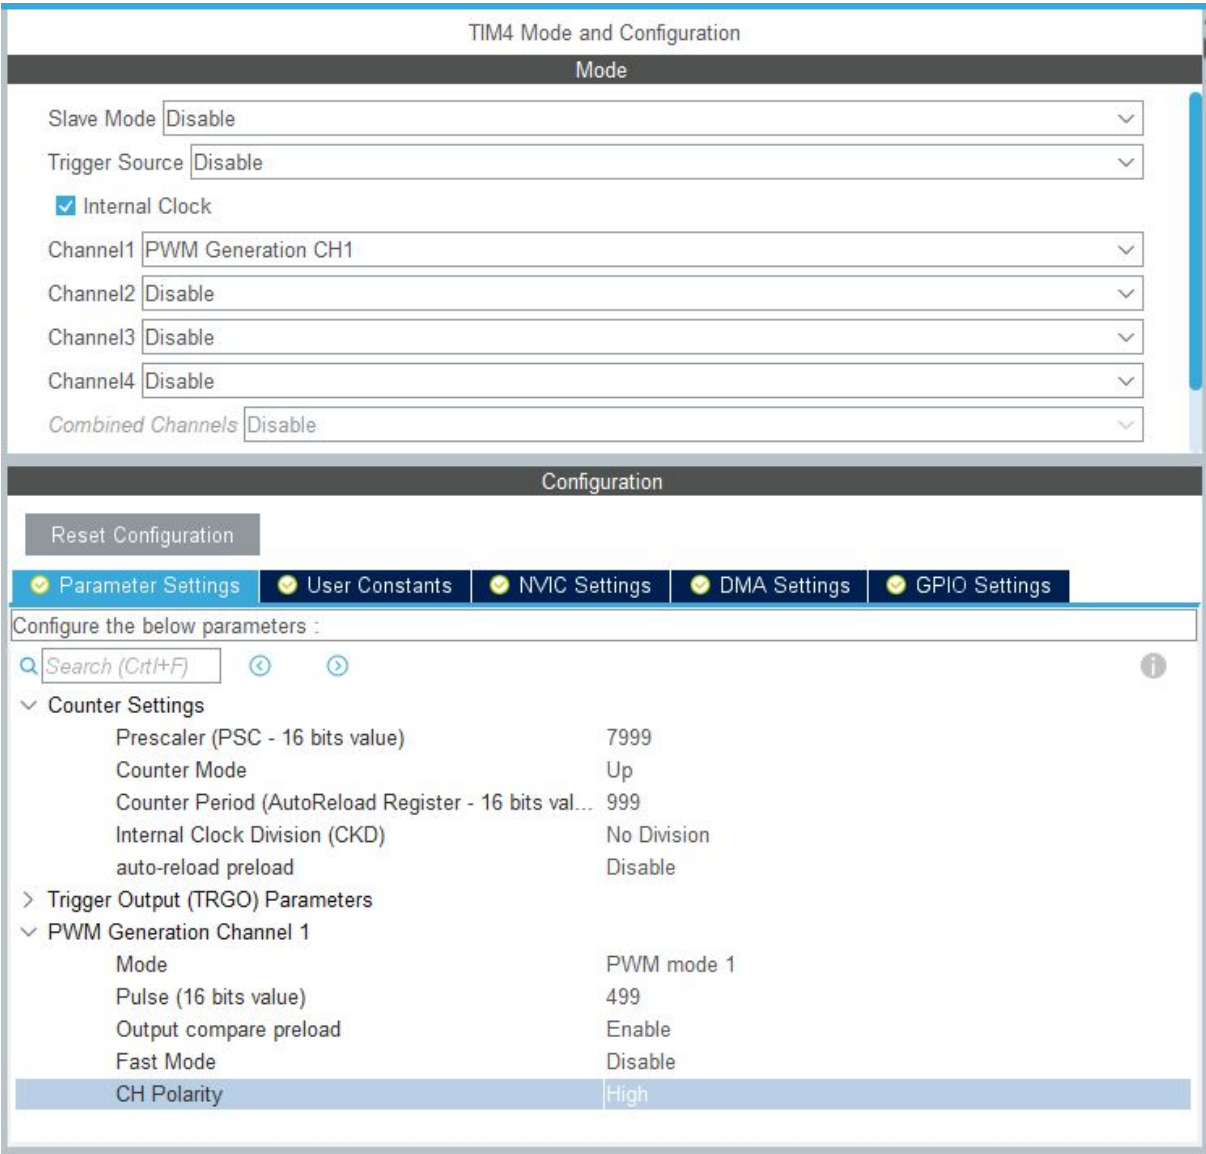 TIM4 Mode and Configuration
Mode
Slave Mode Disable
Trigger Source Disable
Internal Clock
Channel1 PWM Generation CH1
Channel2 Disable
Channel3 Disable
Channel4 Disable
Combined Channels Disable
Configuration
Reset Configuration
Parameter Settings User Constants NVIC Settings DMA Settings GPIO Settings
Configure the below parameters :
Search (Crtl+F)
Counter Settings
Prescaler (PSC - 16 bits value) 7999
Counter Mode Up
Counter Period (AutoReload Register - 16 bits val... 999
Internal Clock Division (CKD) No Division
auto-reload preload Disable
Trigger Output (TRGO) Parameters
PWM Generation Channel 1
Mode PWM mode 1
Pulse (16 bits value) 499
Output compare preload Enable
Fast Mode Disable
CH Polarity High